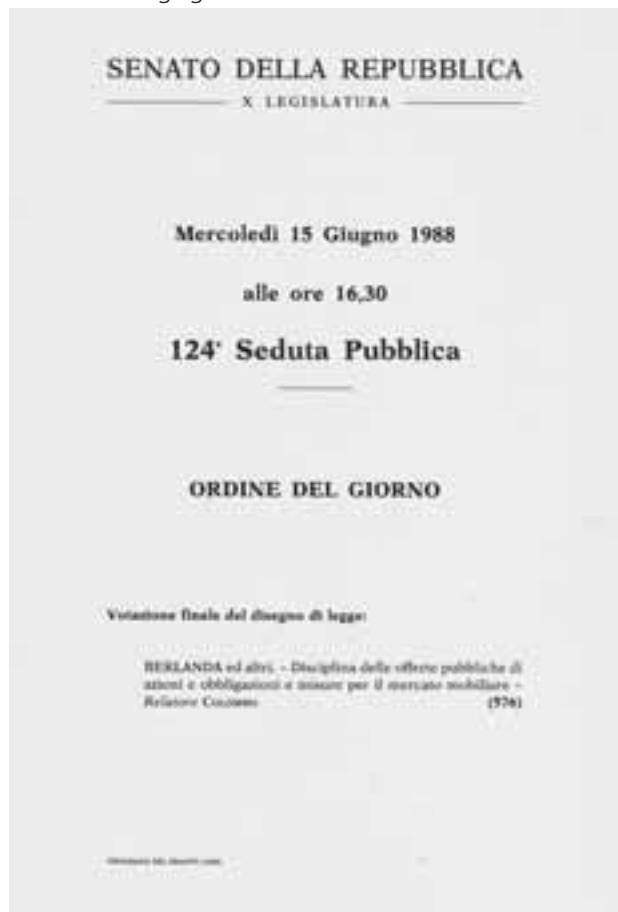 SENATO DELLA REPUBBLICA
X LEGISLATURA
Mercoledì 15 Giugno 1988
alle ore 16,30
124ª Seduta Pubblica
ORDINE DEL GIORNO
Votazione finale del disegno di legge:
BERLANDA ed altri. – Disciplina delle offerte pubbliche di
azioni e obbligazioni e misure per il mercato mobiliare –
Relatore (576)